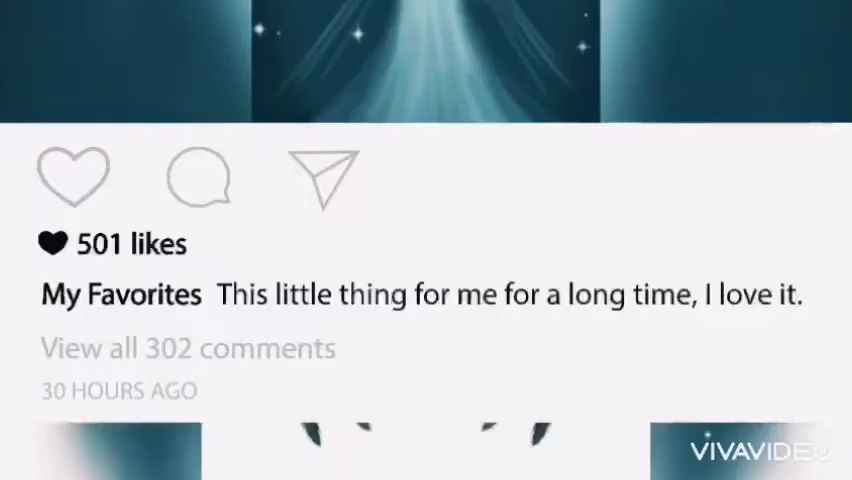 501 likes
My Favorites This little thing for me for a long time, I love it.
View all 302 comments
30 HOURS AGO
VIVAVIDEO